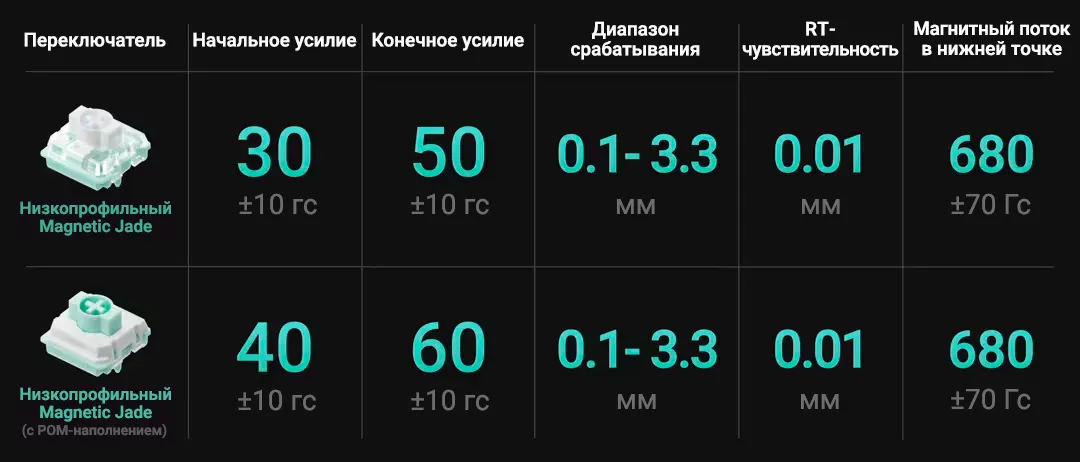 Переключатель
Начальное усилие
Конечное усилие
Диапазон
срабатывания
RT-
чувствительность
Магнитный поток
в нижней точке
Низкопрофильный
Magnetic Jade
30
±10 гс
50
±10 гс
0.1- 3.3
мм
0.01
мм
680
±70 Гс
Низкопрофильный
Magnetic Jade
(с POM-наполнением)
40
±10 гс
60
±10 гс
0.1- 3.3
мм
0.01
мм
680
±70 Гс